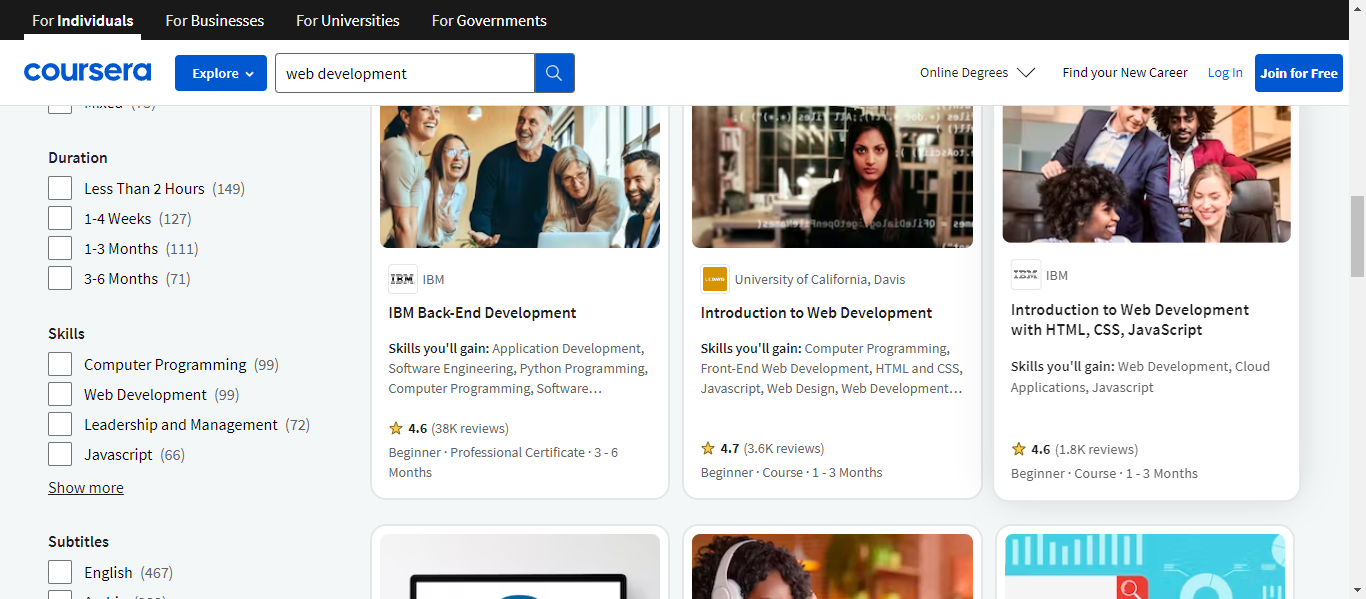 For Individuals
For Businesses
For Universities
For Governments
coursera
Explore
web development
Online Degrees
Find your New Career
Log In
Join for Free
Duration
Less Than 2 Hours (149)
1-4 Weeks (127)
1-3 Months (111)
3-6 Months (71)
Skills
Computer Programming (99)
Web Development (99)
Leadership and Management (72)
Javascript (66)
Show more
Subtitles
English (467)
IBM
IBM
IBM Back-End Development
Skills you'll gain: Application Development,
Software Engineering, Python Programming,
Computer Programming, Software…
4.6 (38K reviews)
Beginner · Professional Certificate · 3 - 6
Months
University of California, Davis
Introduction to Web Development
Skills you'll gain: Computer Programming,
Front-End Web Development, HTML and CSS,
Javascript, Web Design, Web Development…
4.7 (3.6K reviews)
Beginner · Course · 1 - 3 Months
IBM
IBM
Introduction to Web Development
with HTML, CSS, JavaScript
Skills you'll gain: Web Development, Cloud
Applications, Javascript
4.6 (1.8K reviews)
Beginner · Course · 1 - 3 Months